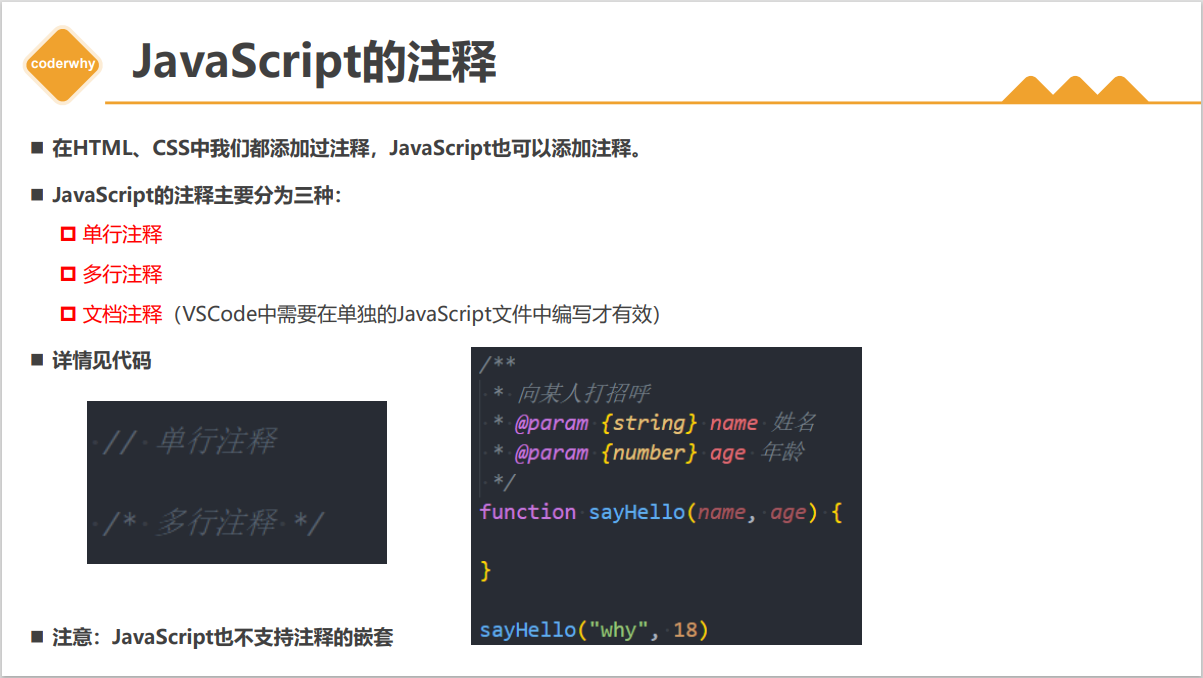 coderwhy
JavaScript的注释
在HTML、CSS中我们都添加过注释，JavaScript也可以添加注释。
JavaScript的注释主要分为三种：
单行注释
多行注释
文档注释（VSCode中需要在单独的JavaScript文件中编写才有效）
详情见代码
// 单行注释
/* 多行注释 */
/**
* 向某人打招呼
* @param {string} name 姓名
* @param {number} age 年龄
*/
function sayHello(name, age) {
}
sayHello("why", 18)
注意：JavaScript也不支持注释的嵌套